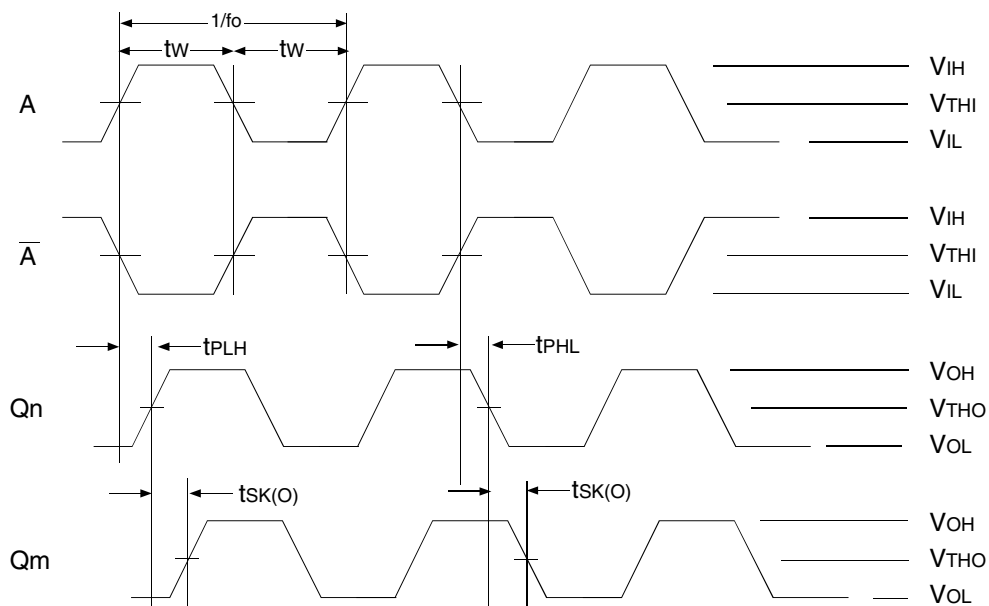 1/fo
tW tW
A
VIH
VTHI
VIL
A
VIH
VTHI
VIL
tPLH tPHL
Qn
VOH
VTHO
VOL
tSK(O) tSK(O)
Qm
VOH
VTHO
VOL